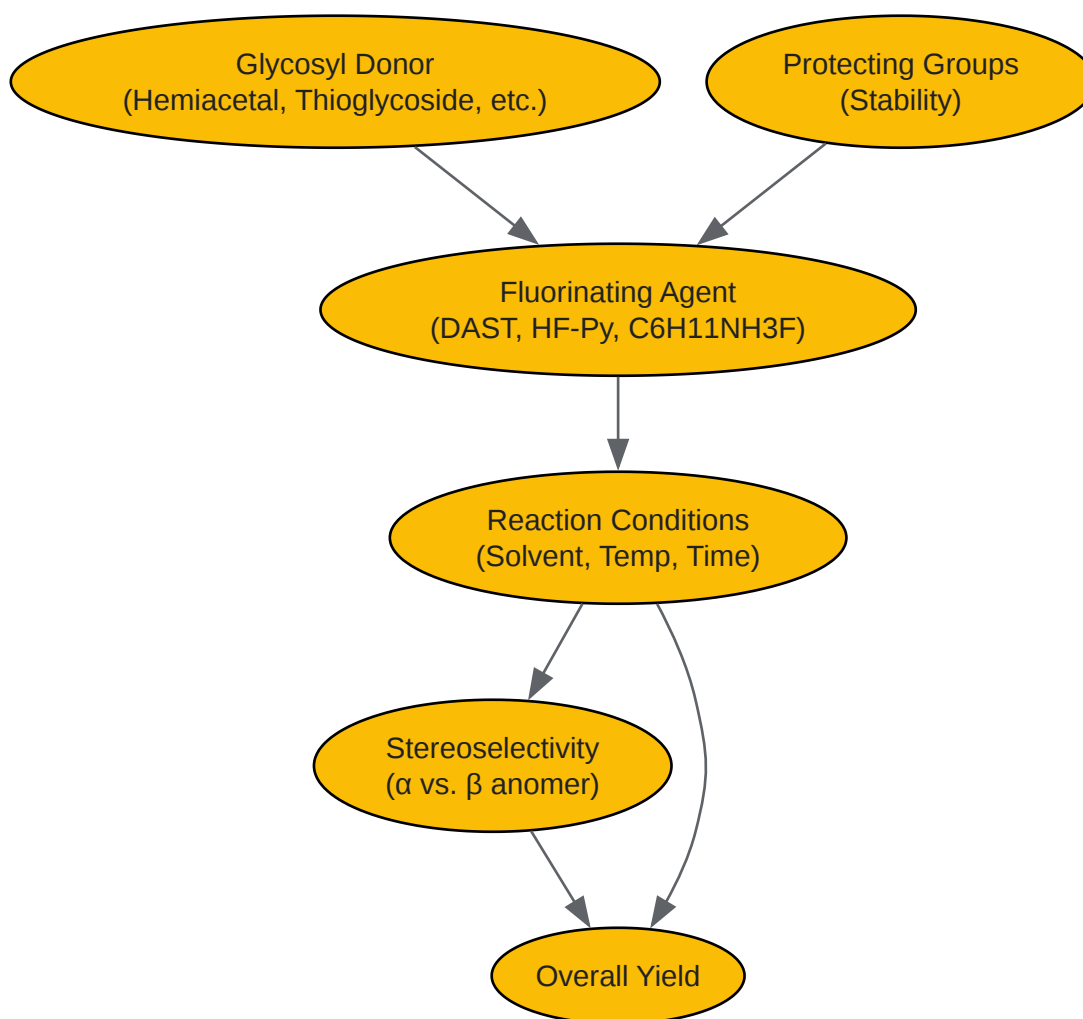 Glycosyl Donor
(Hemiacetal, Thioglycoside, etc.)
Protecting Groups
(Stability)
Fluorinating Agent
(DAST, HF-Py, C6H11NH3F)
Reaction Conditions
(Solvent, Temp, Time)
Stereoselectivity
(α vs. β anomer)
Overall Yield